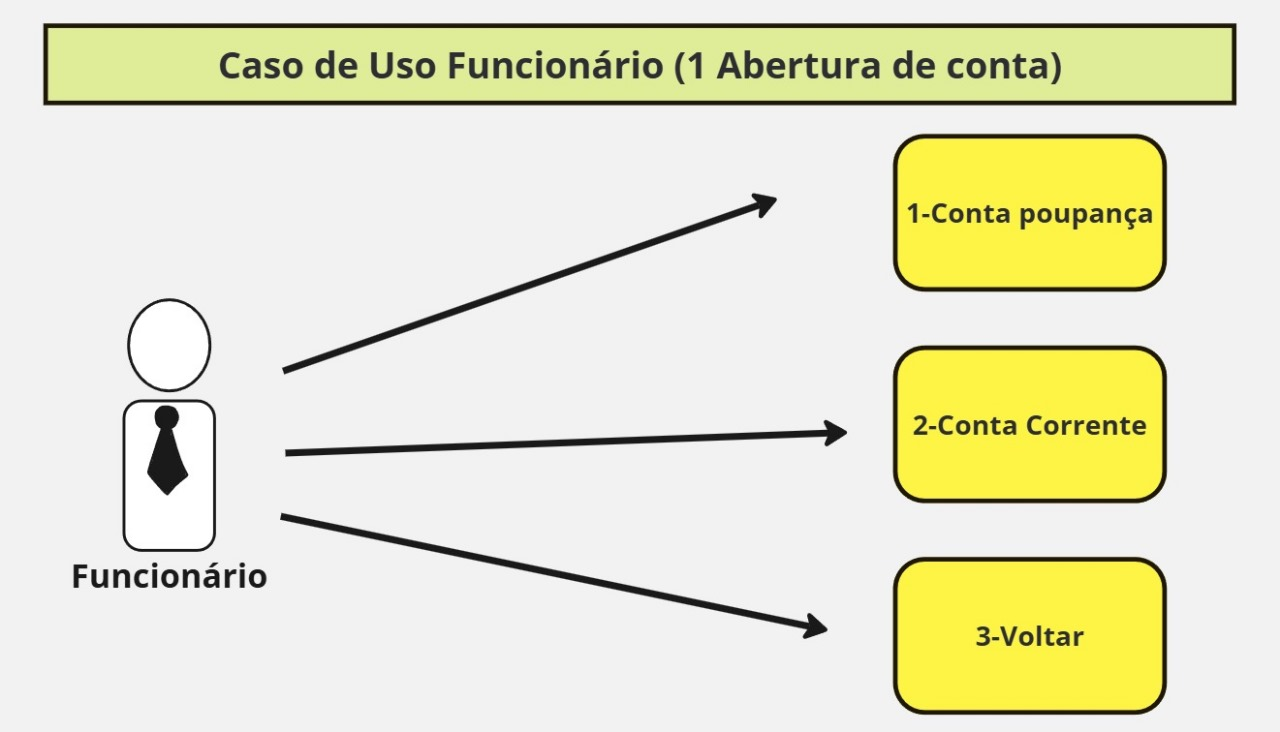 Caso de Uso Funcionário (1 Abertura de conta)
1-Conta poupança
2-Conta Corrente
3-Voltar
Funcionário